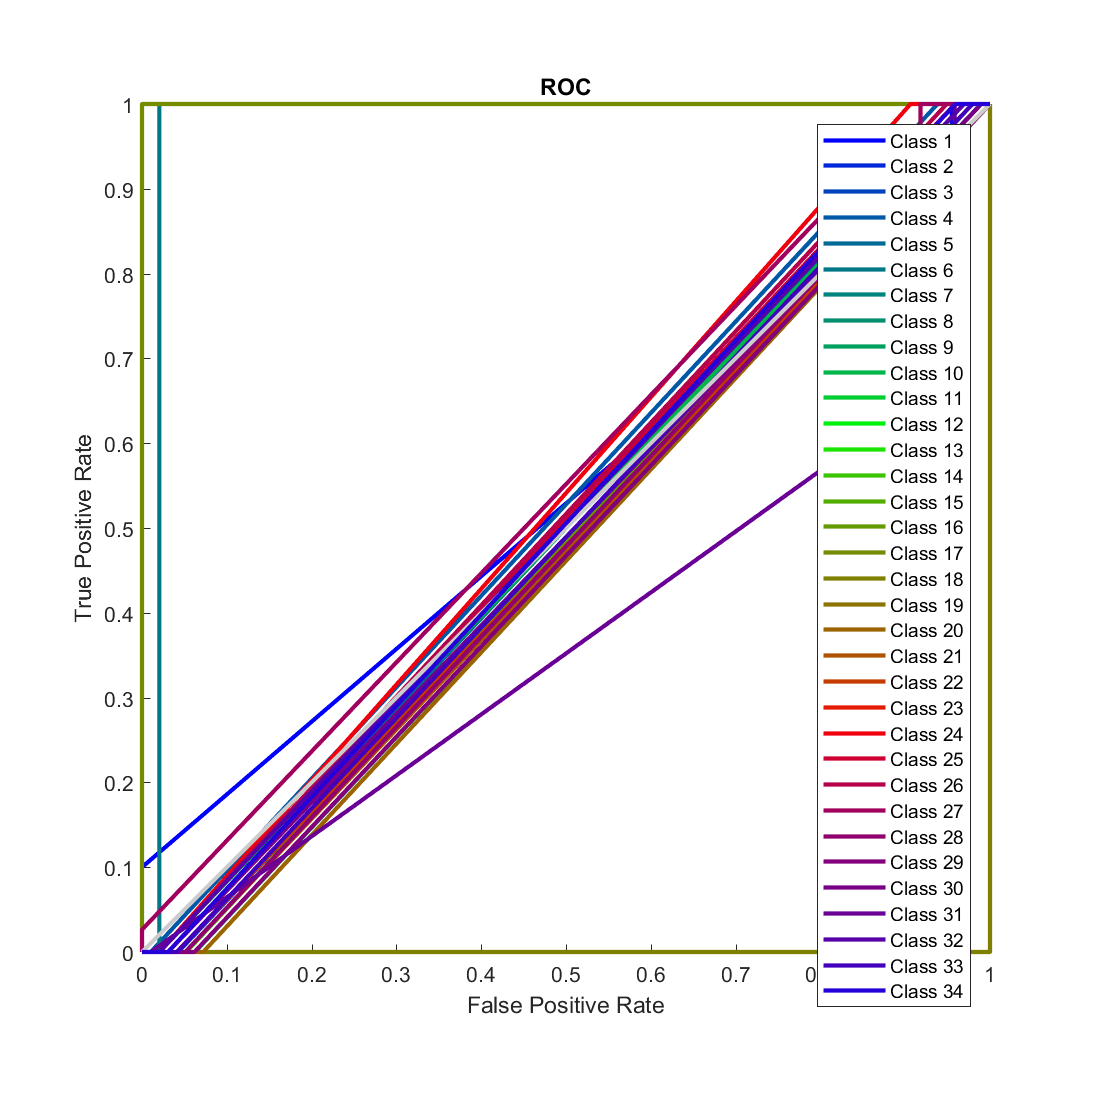 ROC
True Positive Rate
1
0.9
0.8
0.7
0.6
0.5
0.4
0.3
0.2
0.1
0
0 0.1 0.2 0.3 0.4 0.5 0.6 0.7 1
False Positive Rate
Class 1
Class 2
Class 3
Class 4
Class 5
Class 6
Class 7
Class 8
Class 9
Class 10
Class 11
Class 12
Class 13
Class 14
Class 15
Class 16
Class 17
Class 18
Class 19
Class 20
Class 21
Class 22
Class 23
Class 24
Class 25
Class 26
Class 27
Class 28
Class 29
Class 30
Class 31
Class 32
Class 33
Class 34